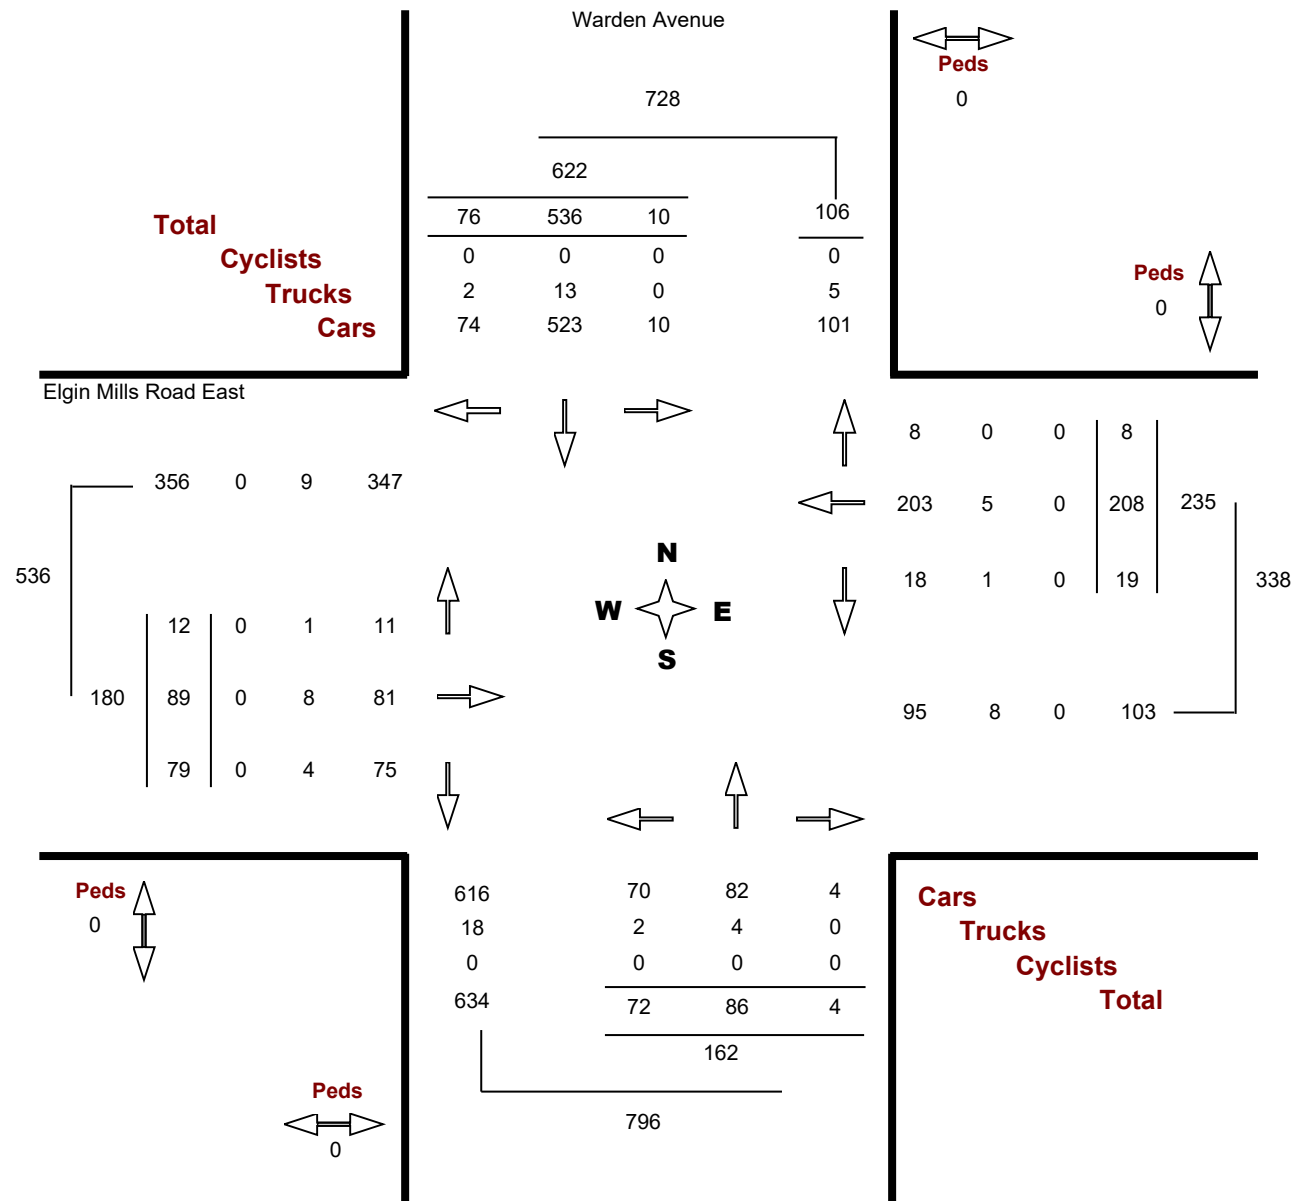 Warden Avenue
Peds
0
728
622
76 536 10 106
Total
0 0 0 0
Cyclists
2 13 0 5
Trucks
74 523 10 101
Cars
Peds
0
Elgin Mills Road East
8 0 0 8
356 0 9 347
203 5 0 208 235
N
536
18 1 0 19 338
W E
12 0 1 11
S
180 89 0 8 81
95 8 0 103
79 0 4 75
Peds
0
616 70 82 4
Cars
18 2 4 0
Trucks
0 0 0 0
Cyclists
634 72 86 4
Total
162
Peds
0
796